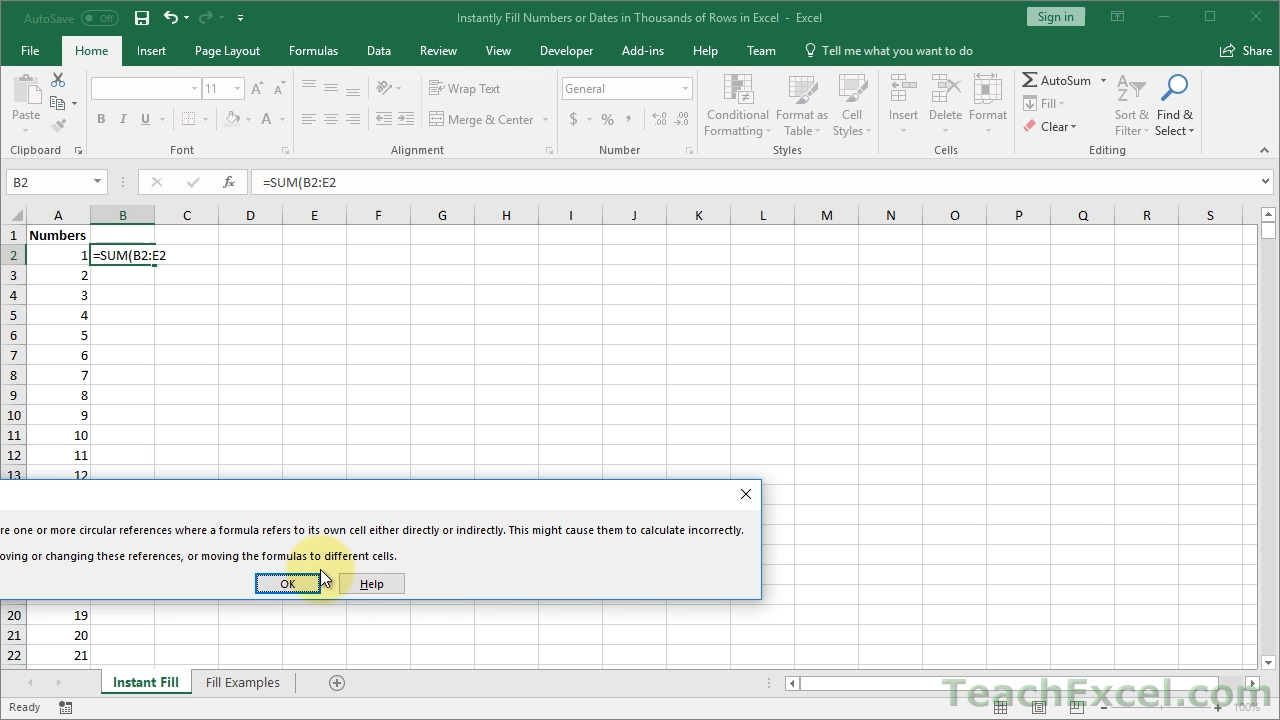 AutoSave Off
Instantly Fill Numbers or Dates in Thousands of Rows in Excel - Excel
Sign in
File Home Insert Page Layout Formulas Data Review View Developer Add-ins Help Team Tell me what you want to do Share
Paste
Clipboard
11
B I U
Font
Wrap Text
Merge & Center
Alignment
General
$ % ,
Number
Conditional Formatting
Format as Table
Cell Styles
Styles
Insert
Delete
Format
Cells
AutoSum
Fill
Clear
Sort & Filter
Find & Select
Editing
B2 fx =SUM(B2:E2
A B C D E F G H I J K L M N O P Q R S
1 Numbers
2 1 =SUM(B2:E2
3 2
4 3
5 4
6 5
7 6
8 7
9 8
10 9
11 10
12 11
13 12
re one or more circular references where a formula refers to its own cell either directly or indirectly. This might cause them to calculate incorrectly.
oving or changing these references, or moving the formulas to different cells.
OK Help
20 19
21 20
22 21
Instant Fill Fill Examples
Ready
100%
TeachExcel.com